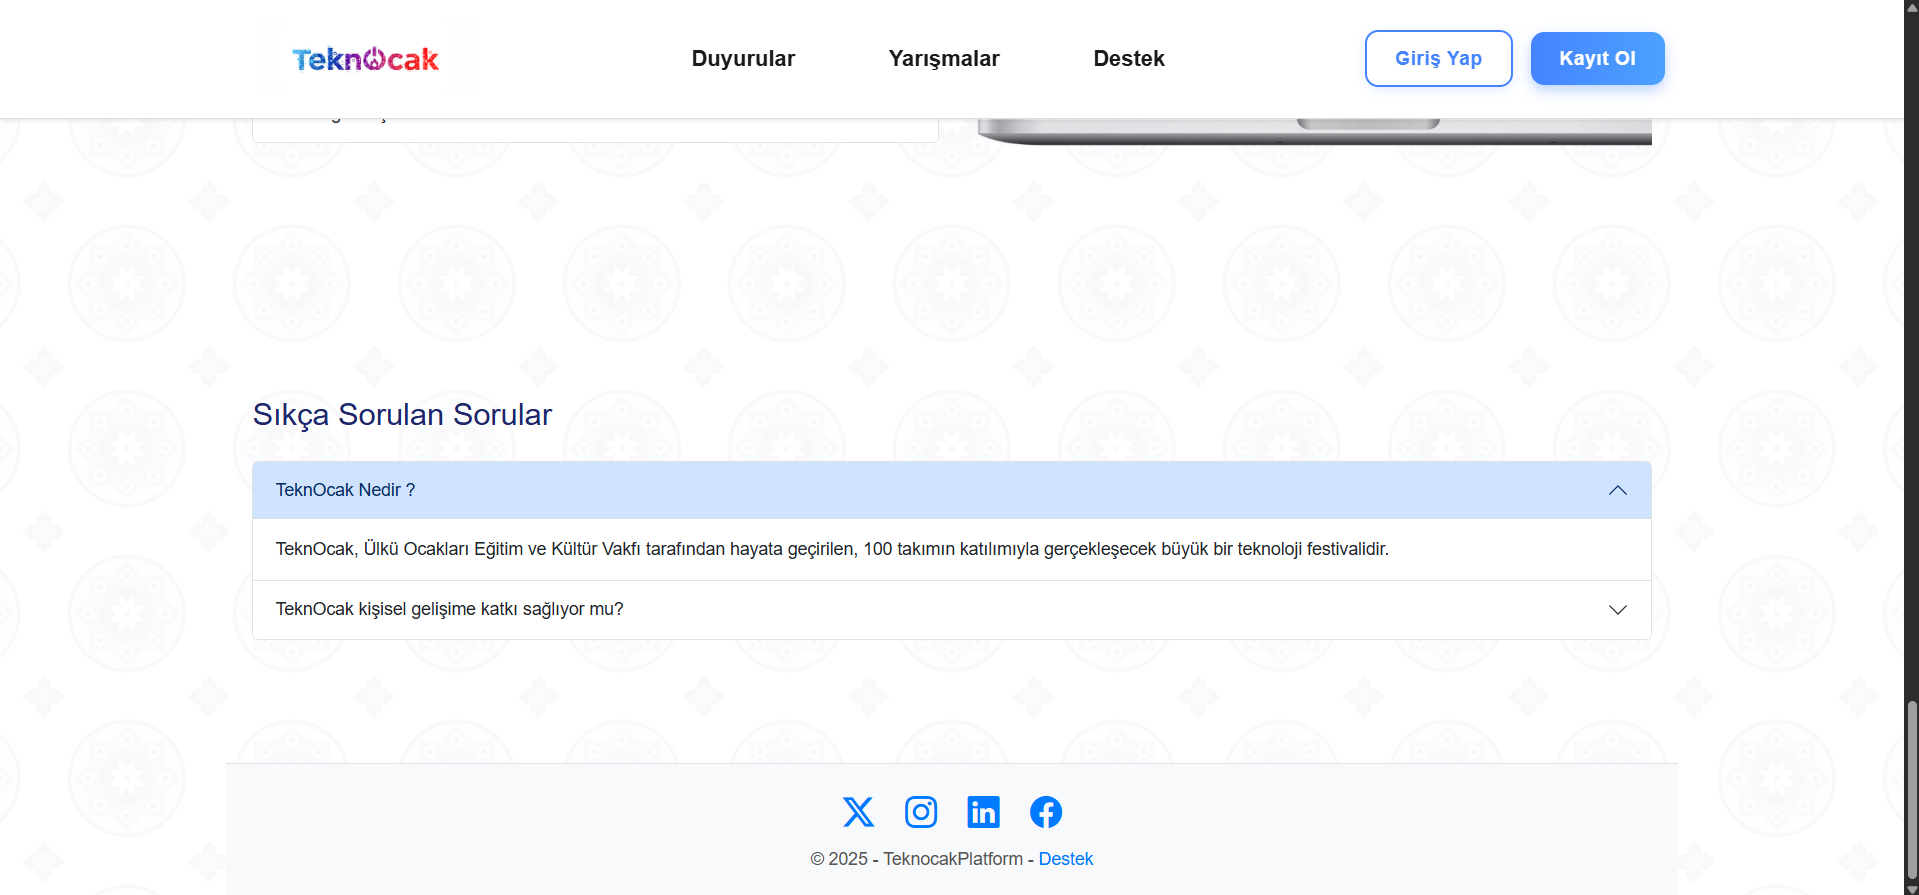 TeknOcak
Duyurular
Yarışmalar
Destek
Giriş Yap
Kayıt Ol
Sıkça Sorulan Sorular
TeknOcak Nedir ?
TeknOcak, Ülkü Ocakları Eğitim ve Kültür Vakfı tarafından hayata geçirilen, 100 takımın katılımıyla gerçekleşecek büyük bir teknoloji festivalidir.
TeknOcak kişisel gelişime katkı sağlıyor mu?
© 2025 - TeknocakPlatform - Destek